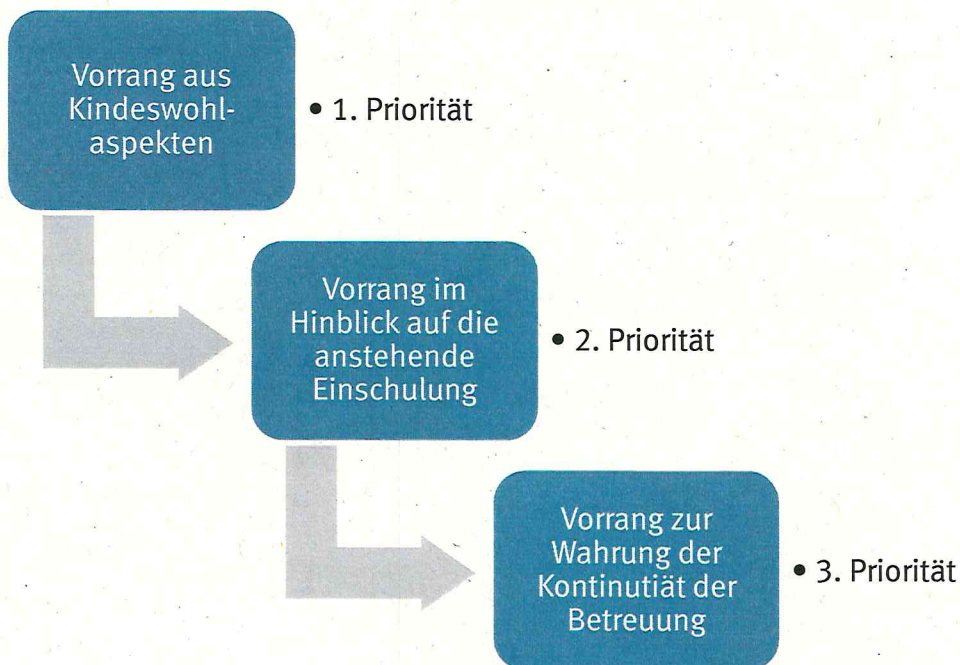 Vorrang aus
Kindeswohl-
aspekten
• 1. Priorität
Vorrang im
Hinblick auf die
anstehende
Einschulung
• 2. Priorität
Vorrang zur
Wahrung der
Kontinutiät der
Betreuung
• 3. Priorität